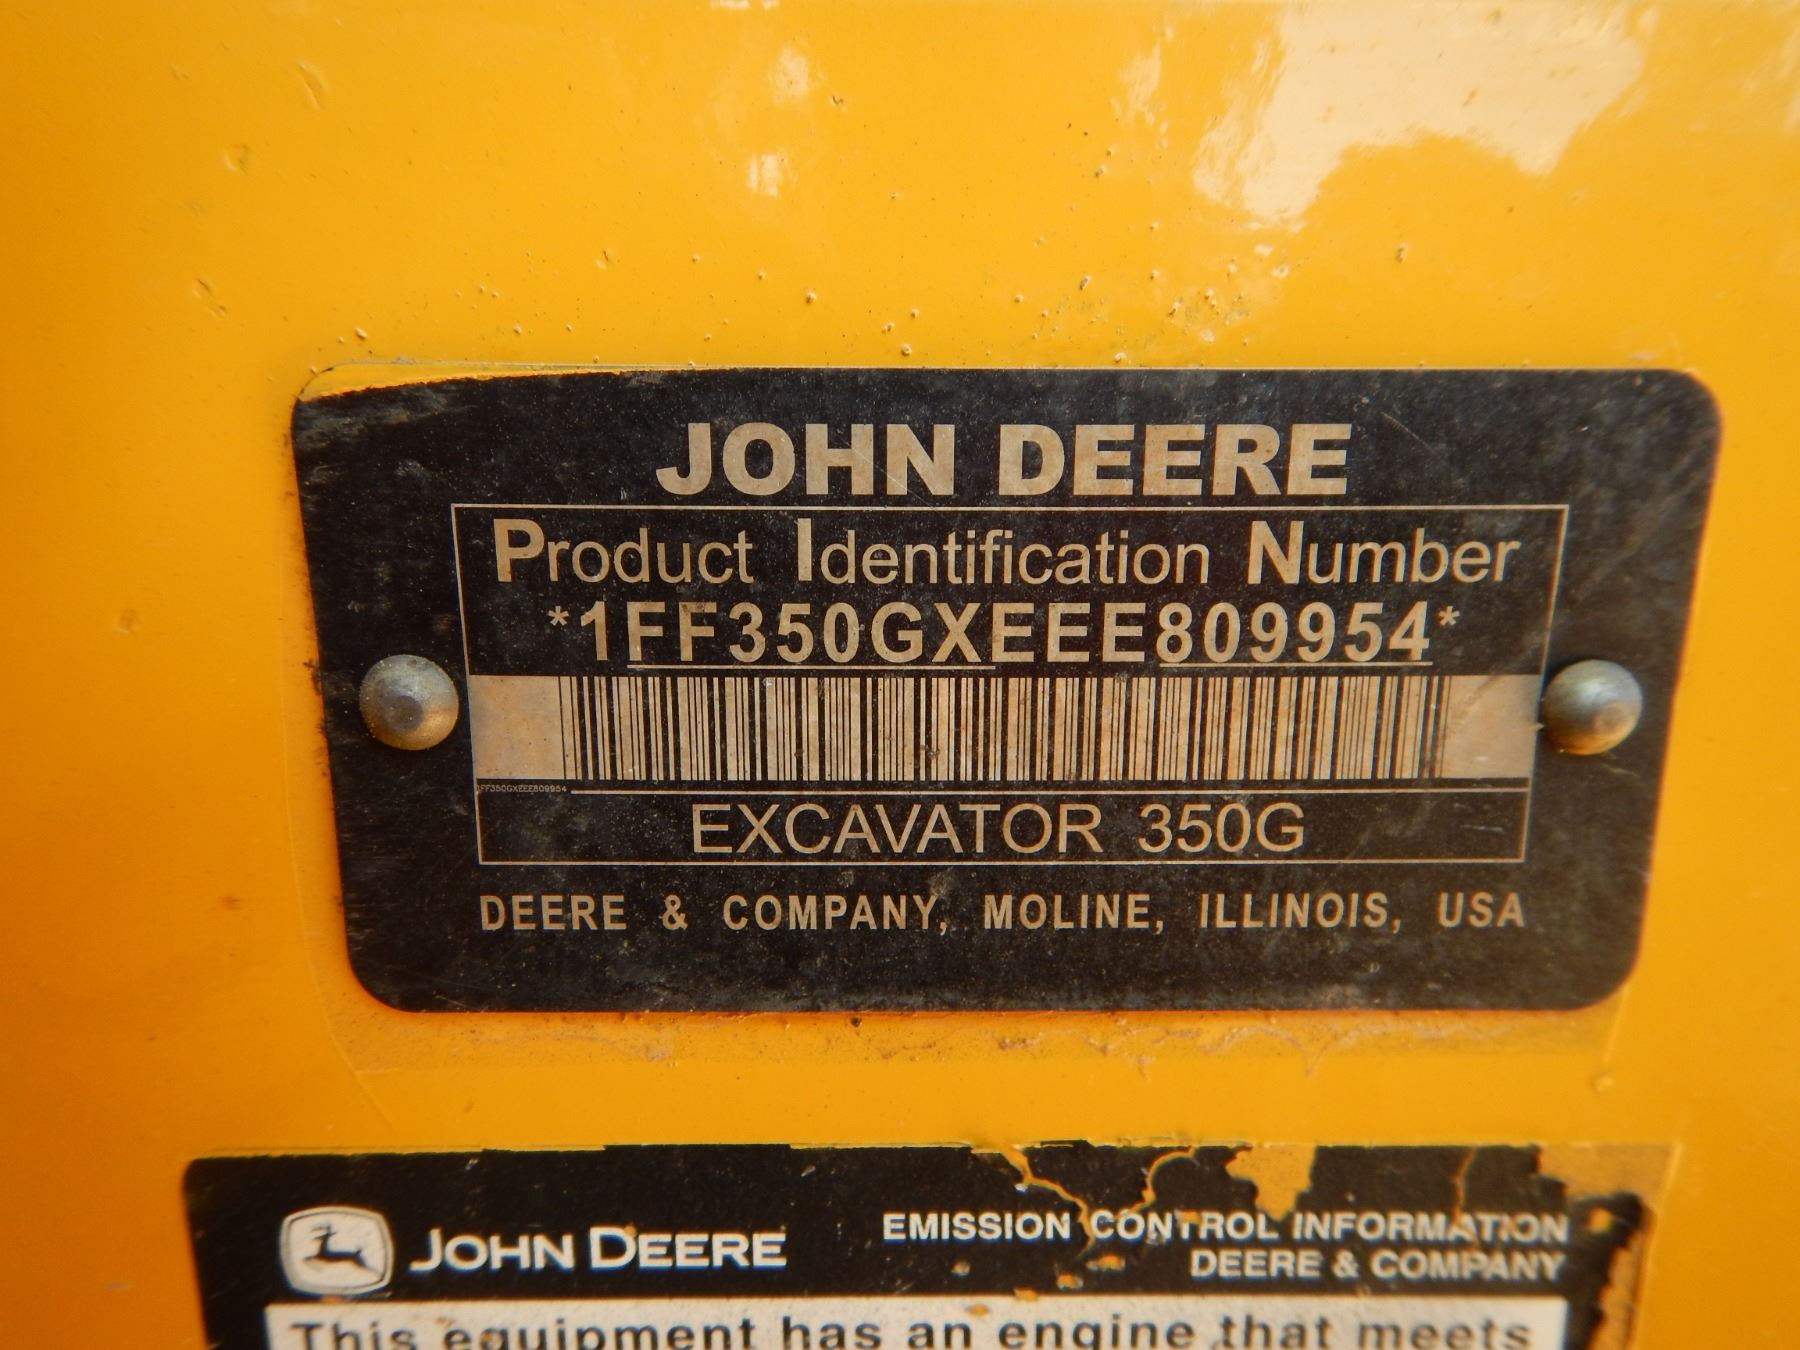 JOHN DEERE
Product Identification Number
*1FF350GXEEE809954*
1FF350GXEEE809954
EXCAVATOR 350G
DEERE & COMPANY, MOLINE, ILLINOIS, USA
JOHN DEERE
EMISSION CONTROL INFORMATION
DEERE & COMPANY
This equipment has an engine that meets